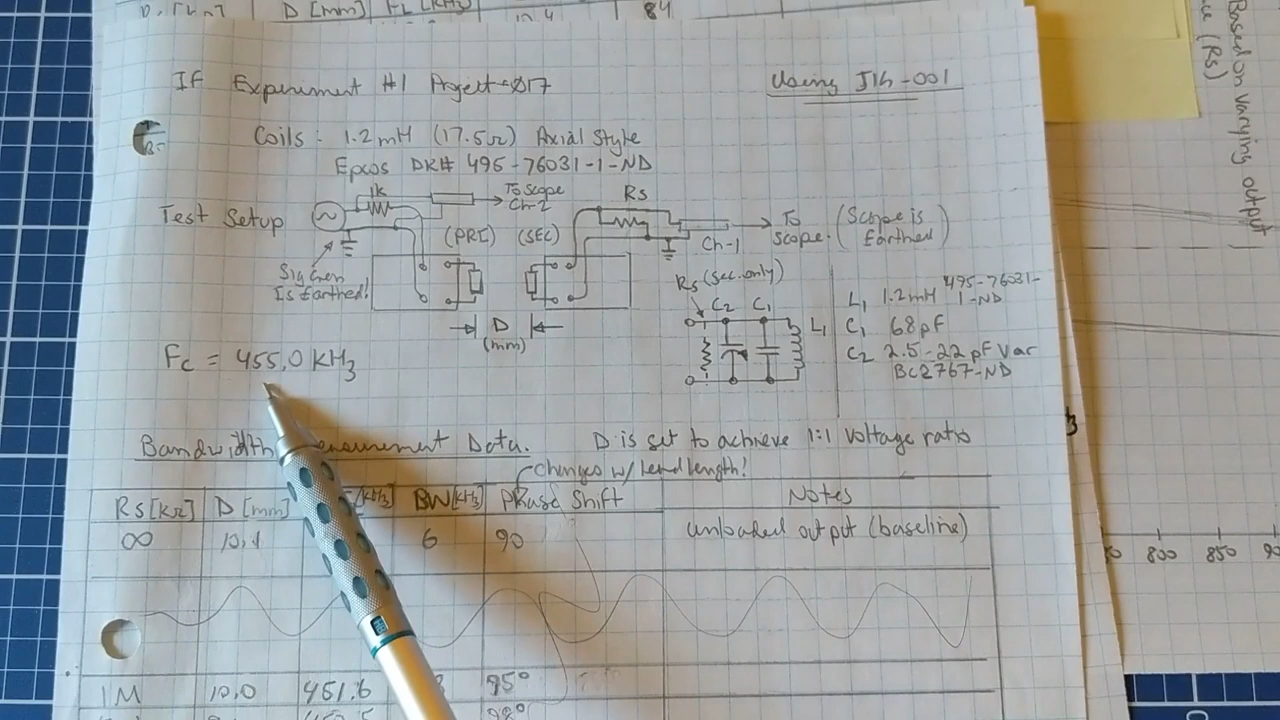 D [mm]
84
IF Experiment #1 Project-017
Using JIG-001
Coils: 1.2mH (17.5Ω) Axial Style
Epcos DK# 495-76031-1-ND
Test Setup
1k
To Scope
Ch-2
Rs
(PRI) (SEC)
Ch-1
To
Scope.
(Scope is
Earthed)
Sig Gen
Is Earthed!
D
(mm)
Rs (sec. only)
C2 C1
L1
L1 1.2mH 495-76031-
1-ND
C1 68pF
C2 2.5-22pF Var
BC2767-ND
Fc = 455.0 KHz
Bandwidth Data. D is set to achieve 1:1 voltage ratio
Changes w/ Lead length!
Rs [kΩ] D [mm] BW [KHz] Phase Shift Notes
∞ 10.1 6 90 Unloaded output (baseline)
1M 10.0 451.6 95°
98°
Based on varying output
(Rs)
800 850